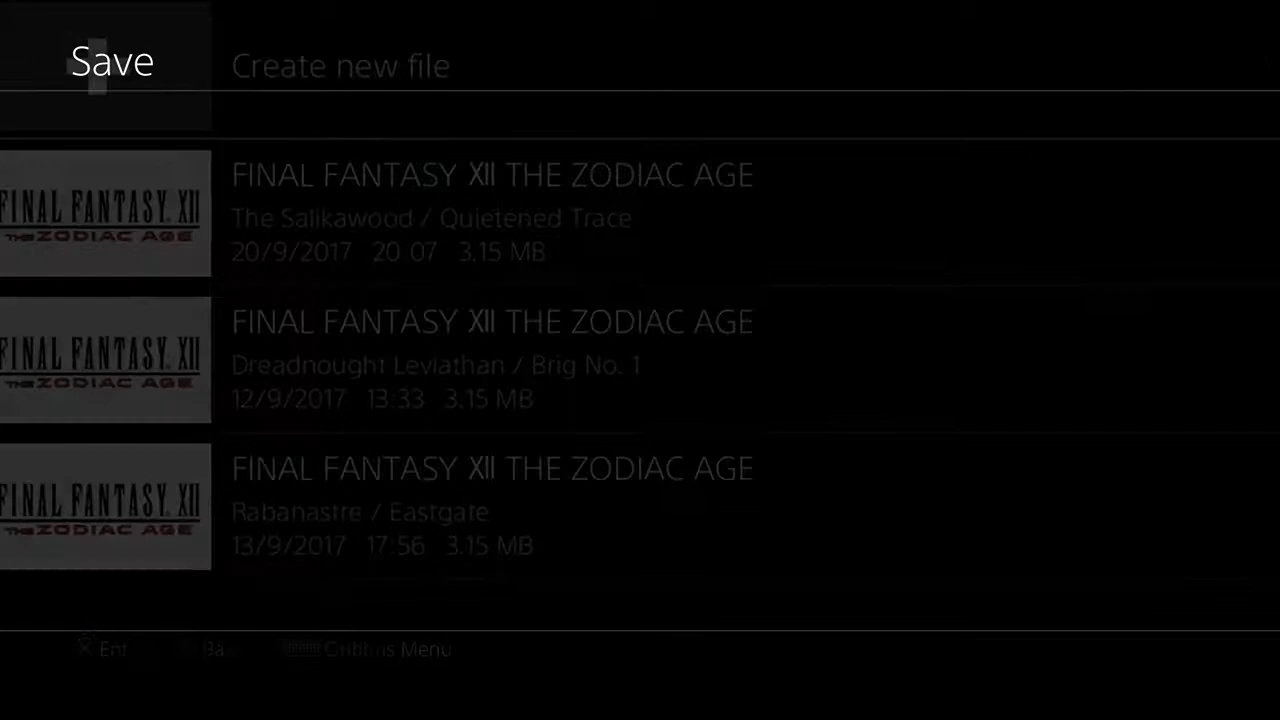 Save
Create new file
FINAL FANTASY XII THE ZODIAC AGE
The Salikawood / Quietened Trace
20/9/2017 20 07 3.15 MB
FINAL FANTASY XII
THE ZODIAC AGE
FINAL FANTASY XII THE ZODIAC AGE
Dreadnought Leviathan / Brig No. 1
12/9/2017 13:33 3.15 MB
FINAL FANTASY XII
THE ZODIAC AGE
FINAL FANTASY XII THE ZODIAC AGE
Rabanastre / Eastgate
13/9/2017 17:56 3.15 MB
FINAL FANTASY XII
THE ZODIAC AGE
Ent Ba Menu